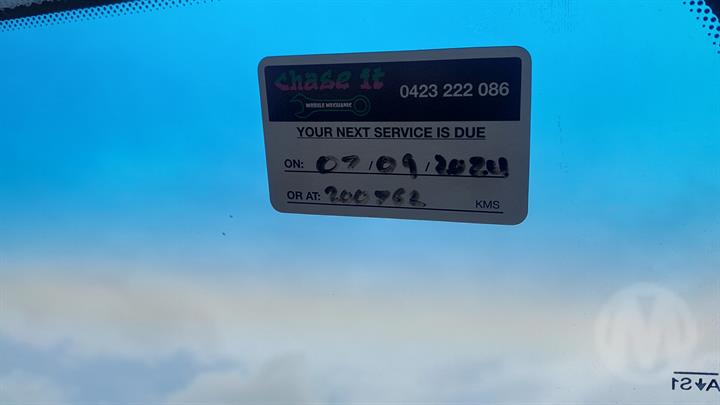 chase it
MOBILE MECHANIC
0423 222 086
YOUR NEXT SERVICE IS DUE
ON: 07/09/2024
OR AT: 200762 KMS
M
A↓S1